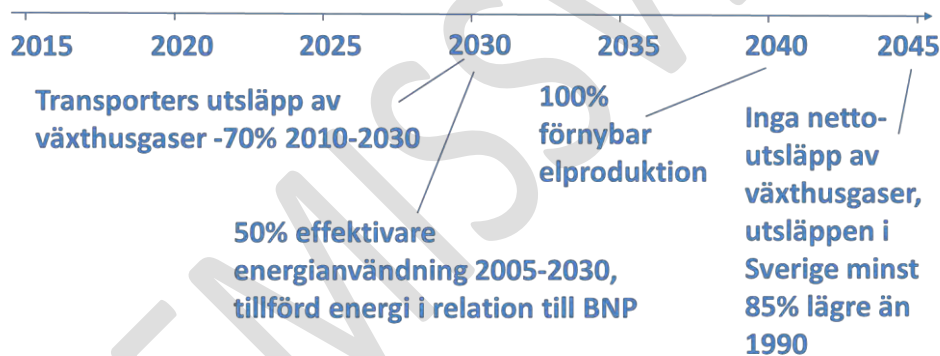 2015 2020 2025 2030 2035 2040 2045
Transporters utsläpp av
växthusgaser -70% 2010-2030
100%
förnybar
elproduktion
Inga netto-
utsläpp av
växthusgaser,
utsläppen i
Sverige minst
85% lägre än
1990
50% effektivare
energianvändning 2005-2030,
tillförd energi i relation till BNP